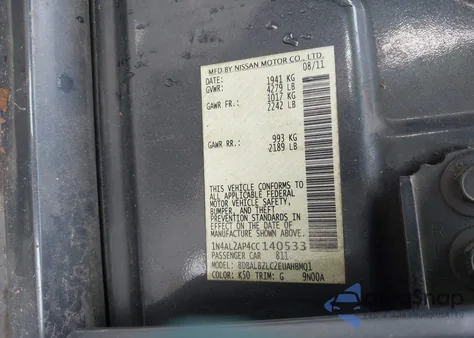 MFD BY NISSAN MOTOR CO., LTD.
DATE: 08/11
GVWR: 1941 KG
4279 LB
GAWR FR.: 1017 KG
2242 LB
GAWR RR.: 993 KG
2189 LB
THIS VEHICLE CONFORMS
TO ALL APPLICABLE FEDERAL
MOTOR VEHICLE SAFETY,
BUMPER, AND THEFT
PREVENTION STANDARDS
IN EFFECT ON THE DATE OF
MANUFACTURE SHOWN ABOVE.
1N4AL2AP4CC140533
PASSENGER CAR 811
MODEL: BDBALBZLC2EUAHBMQ1
COLOR: K50 TRIM: G 9N00A